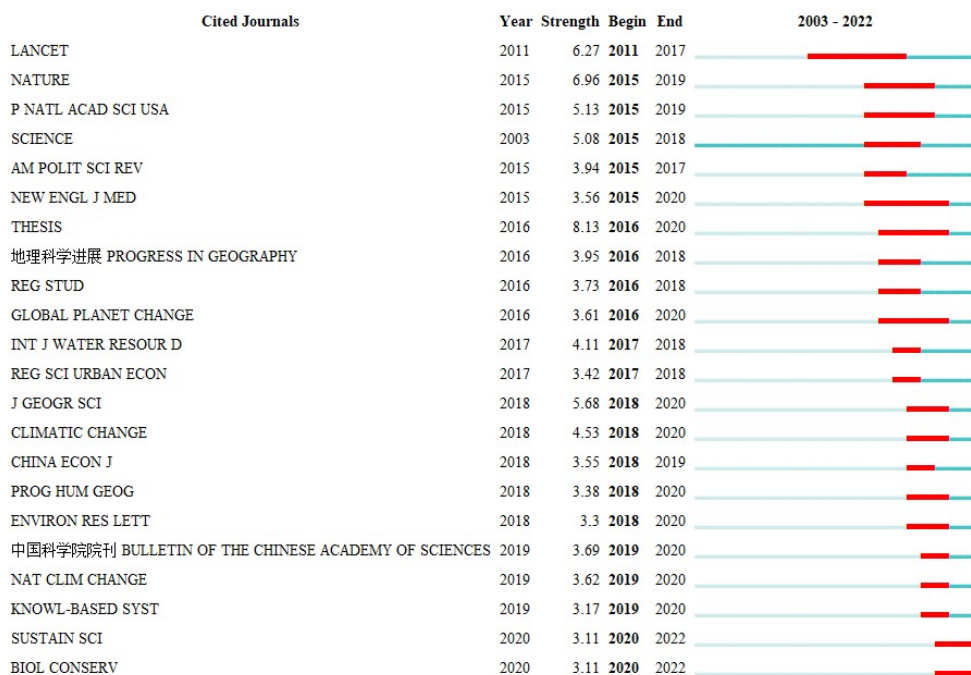 Cited Journals Year Strength Begin End 2003 - 2022
LANCET 2011 6.27 2011 2017
NATURE 2015 6.96 2015 2019
P NATL ACAD SCI USA 2015 5.13 2015 2019
SCIENCE 2003 5.08 2015 2018
AM POLIT SCI REV 2015 3.94 2015 2017
NEW ENGL J MED 2015 3.56 2015 2020
THESIS 2016 8.13 2016 2020
地理科学进展 PROGRESS IN GEOGRAPHY 2016 3.95 2016 2018
REG STUD 2016 3.73 2016 2018
GLOBAL PLANET CHANGE 2016 3.61 2016 2020
INT J WATER RESOUR D 2017 4.11 2017 2018
REG SCI URBAN ECON 2017 3.42 2017 2018
J GEOGR SCI 2018 5.68 2018 2020
CLIMATIC CHANGE 2018 4.53 2018 2020
CHINA ECON J 2018 3.55 2018 2019
PROG HUM GEOG 2018 3.38 2018 2020
ENVIRON RES LETT 2018 3.3 2018 2020
中国科学院院刊 BULLETIN OF THE CHINESE ACADEMY OF SCIENCES 2019 3.69 2019 2020
NAT CLIM CHANGE 2019 3.62 2019 2020
KNOWL-BASED SYST 2019 3.17 2019 2020
SUSTAIN SCI 2020 3.11 2020 2022
BIOL CONSERV 2020 3.11 2020 2022